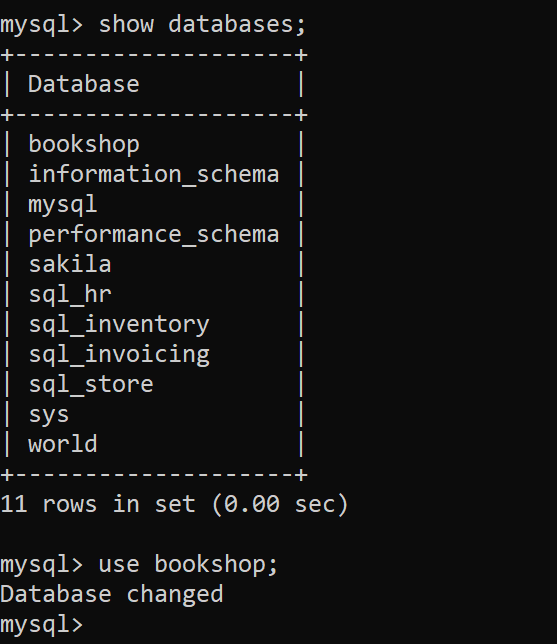 mysql> show databases;
+--------------------+
| Database           |
+--------------------+
| bookshop           |
| information_schema |
| mysql              |
| performance_schema |
| sakila             |
| sql_hr             |
| sql_inventory      |
| sql_invoicing      |
| sql_store          |
| sys                |
| world              |
+--------------------+
11 rows in set (0.00 sec)

mysql> use bookshop;
Database changed
mysql>